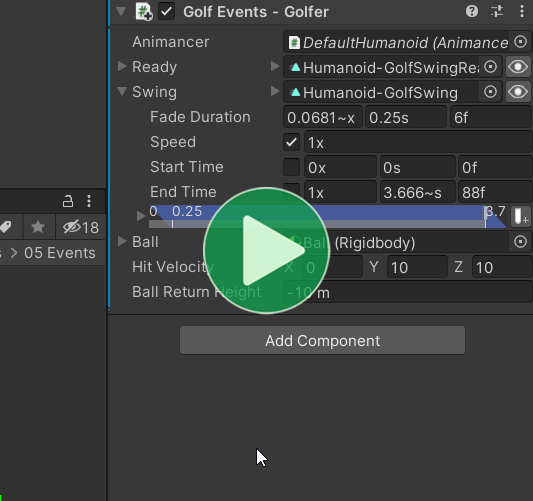 Golf Events - Golfer
Animancer DefaultHumanoid (Animance
Ready Humanoid-GolfSwingRe
Swing Humanoid-GolfSwing
Fade Duration 0.0681~x 0.25s 6f
Speed 1x
Start Time 0x 0s 0f
End Time 1x 3.666~s 88f
0 0.25 3.7
18
Ball Ball (Rigidbody)
s > 05 Events
Hit Velocity X 0 Y 10 Z 10
Ball Return Height -10 m
Add Component